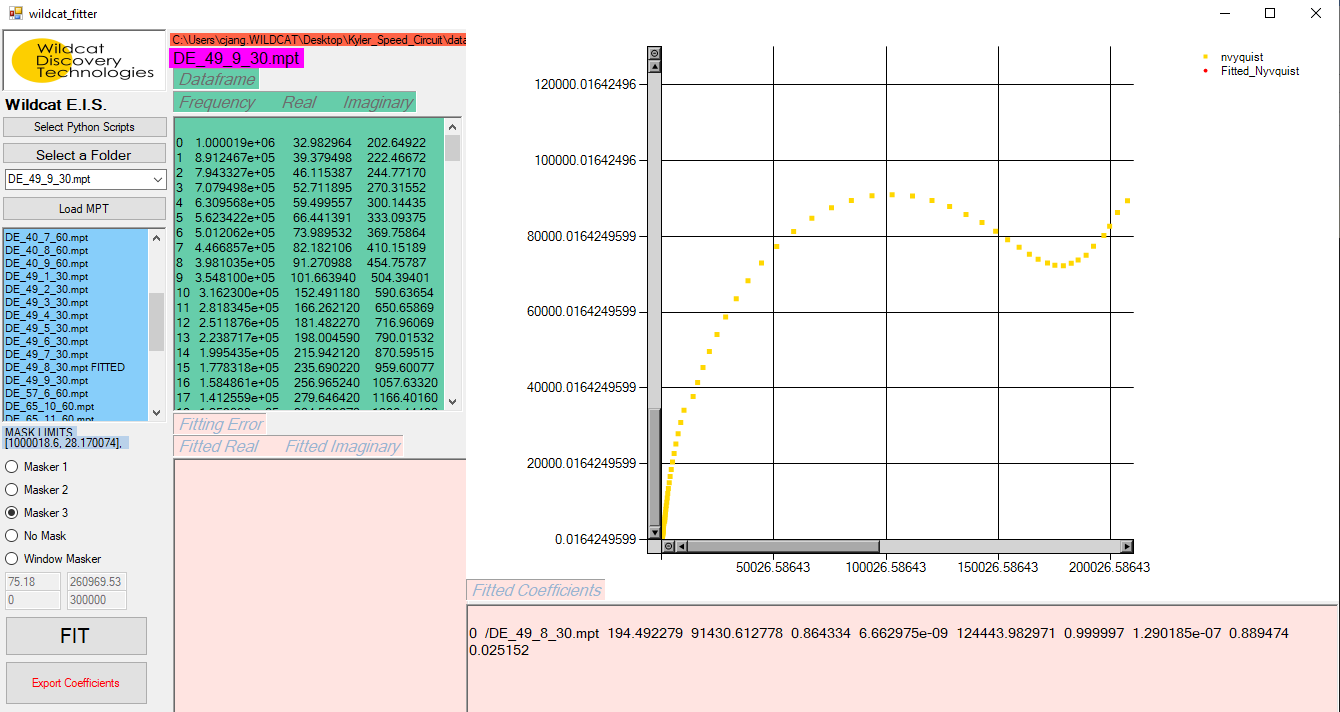 wildcat_fitter
Wildcat
Discovery
Technologies
Wildcat E.I.S.
Select Python Scripts
Select a Folder
DE_49_9_30.mpt
Load MPT
DE_40_7_60.mpt
DE_40_8_60.mpt
DE_40_9_60.mpt
DE_49_1_30.mpt
DE_49_2_30.mpt
DE_49_3_30.mpt
DE_49_4_30.mpt
DE_49_5_30.mpt
DE_49_6_30.mpt
DE_49_7_30.mpt
DE_49_8_30.mpt FITTED
DE_49_9_30.mpt
DE_57_6_60.mpt
DE_65_10_60.mpt
DE_65_11_60.mpt
MASK LIMITS
[1000018.6, 28.170074],
Masker 1
Masker 2
Masker 3
No Mask
Window Masker
75.18 260969.53
0 300000
FIT
Export Coefficients
C:\Users\cjang.WILDCAT\Desktop\Kyler_Speed_Circuit\data
DE_49_9_30.mpt
Dataframe
Frequency Real Imaginary
0 1.000019e+06 32.982964 202.64922
1 8.912467e+05 39.379498 222.46672
2 7.943327e+05 46.115387 244.77170
3 7.079498e+05 52.711895 270.31552
4 6.309568e+05 59.499557 300.14435
5 5.623422e+05 66.441391 333.09375
6 5.012062e+05 73.989532 369.75864
7 4.466857e+05 82.182106 410.15189
8 3.981035e+05 91.270988 454.75787
9 3.548100e+05 101.663940 504.39401
10 3.162300e+05 152.491180 590.63654
11 2.818345e+05 166.262120 650.65869
12 2.511876e+05 181.482270 716.96069
13 2.238717e+05 198.004590 790.01532
14 1.995435e+05 215.942120 870.59515
15 1.778318e+05 235.690220 959.60077
16 1.584861e+05 256.965240 1057.63320
17 1.412559e+05 279.646420 1166.40160
Fitting Error
Fitted Real Fitted Imaginary
120000.01642496
100000.01642496
80000.0164249599
60000.0164249599
40000.0164249599
20000.0164249599
0.0164249599
50026.58643 100026.58643 150026.58643 200026.58643
nvyquist
Fitted_Nyvquist
Fitted Coefficients
0 /DE_49_8_30.mpt 194.492279 91430.612778 0.864334 6.662975e-09 124443.982971 0.999997 1.290185e-07 0.889474
0.025152